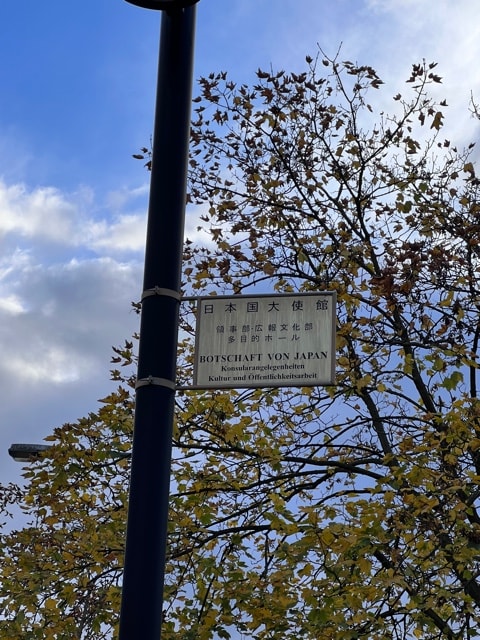 日本国大使館
領事部·広報文化部
多目的ホール
BOTSCHAFT VON JAPAN
Konsularangelegenheiten
Kultur und Öffentlichkeitsarbeit